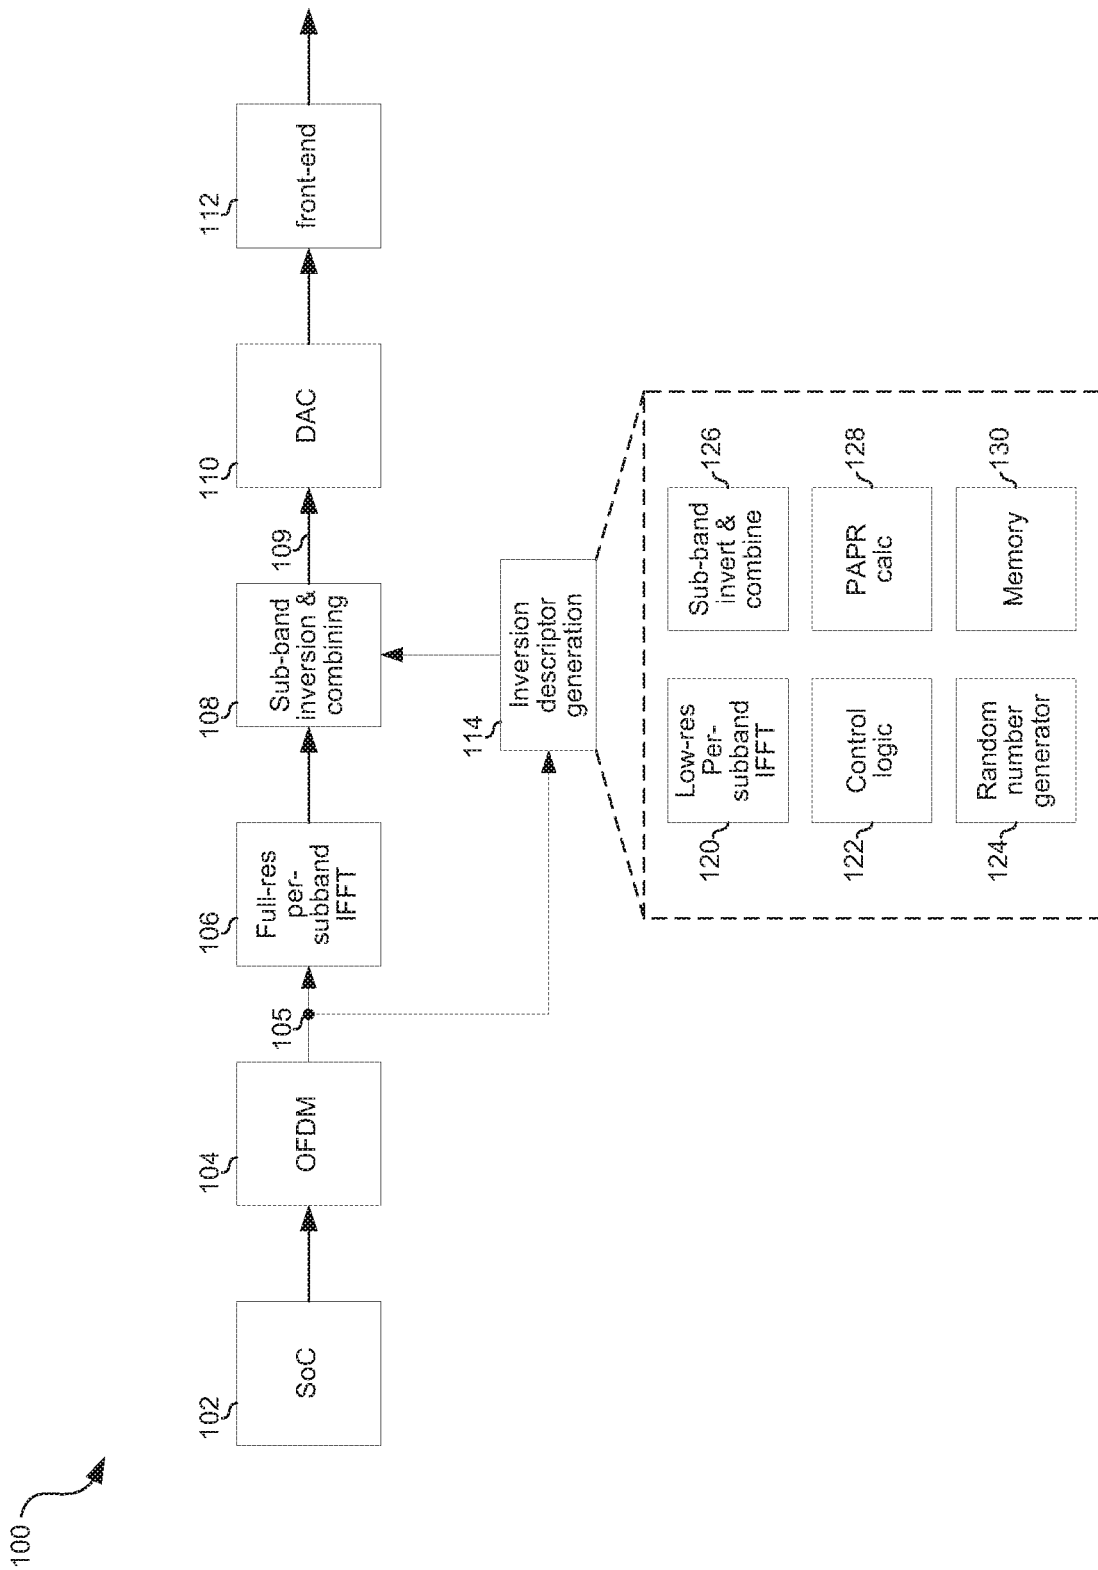 100
102
SoC
104
OFDM
105
106
Full-res
per-
subband
IFFT
108
Sub-band
inversion &
combining
109
110
DAC
112
front-end
114
Inversion
descriptor
generation
120
Low-res
Per-
subband
IFFT
126
Sub-band
invert &
combine
122
Control
logic
128
PAPR
calc
124
Random
number
generator
130
Memory